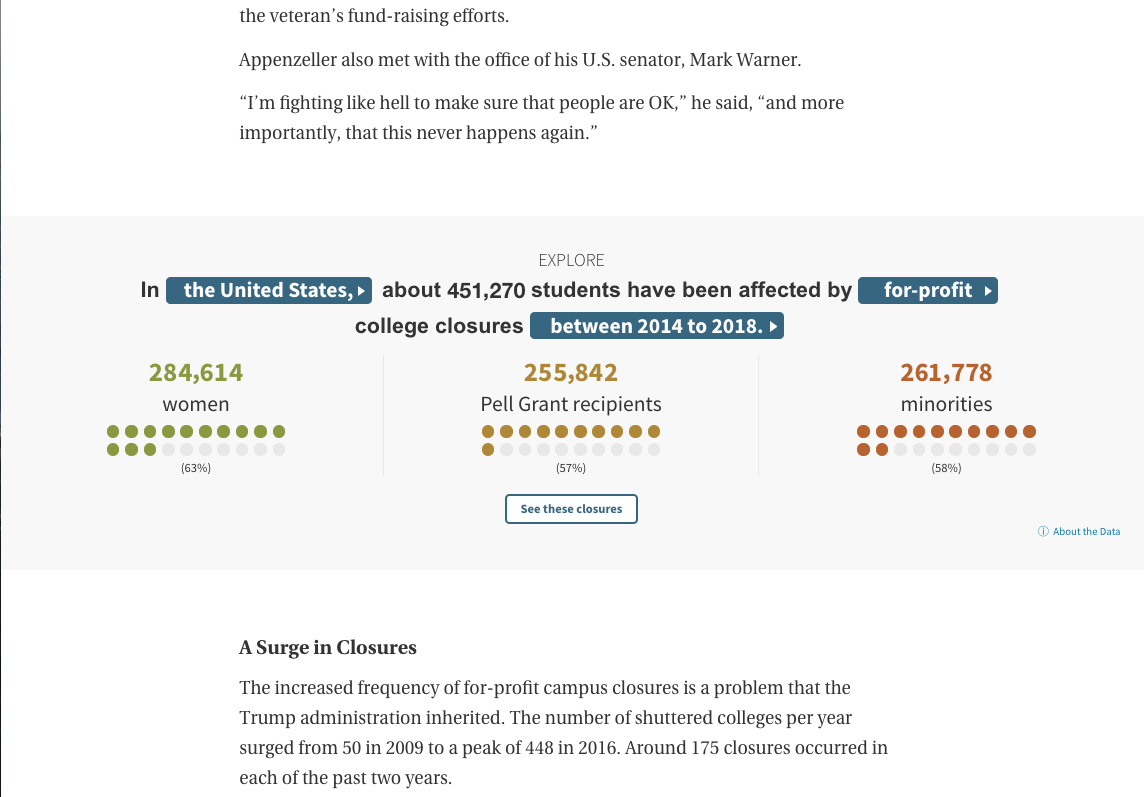 the veteran’s fund-raising efforts.
Appenzeller also met with the office of his U.S. senator, Mark Warner.
“I’m fighting like hell to make sure that people are OK,” he said, “and more
importantly, that this never happens again.”
EXPLORE
In the United States, about 451,270 students have been affected by for-profit
college closures between 2014 to 2018.
284,614
women
(63%)
255,842
Pell Grant recipients
(57%)
261,778
minorities
(58%)
See these closures
About the Data
A Surge in Closures
The increased frequency of for-profit campus closures is a problem that the
Trump administration inherited. The number of shuttered colleges per year
surged from 50 in 2009 to a peak of 448 in 2016. Around 175 closures occurred in
each of the past two years.